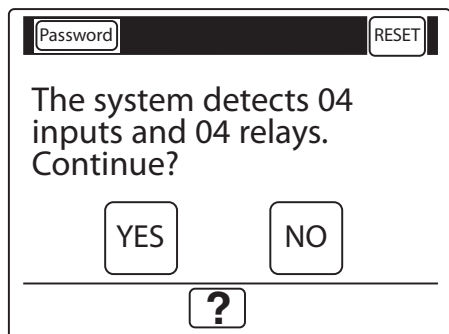 Password RESET
The system detects 04
inputs and 04 relays.
Continue?
YES NO
?